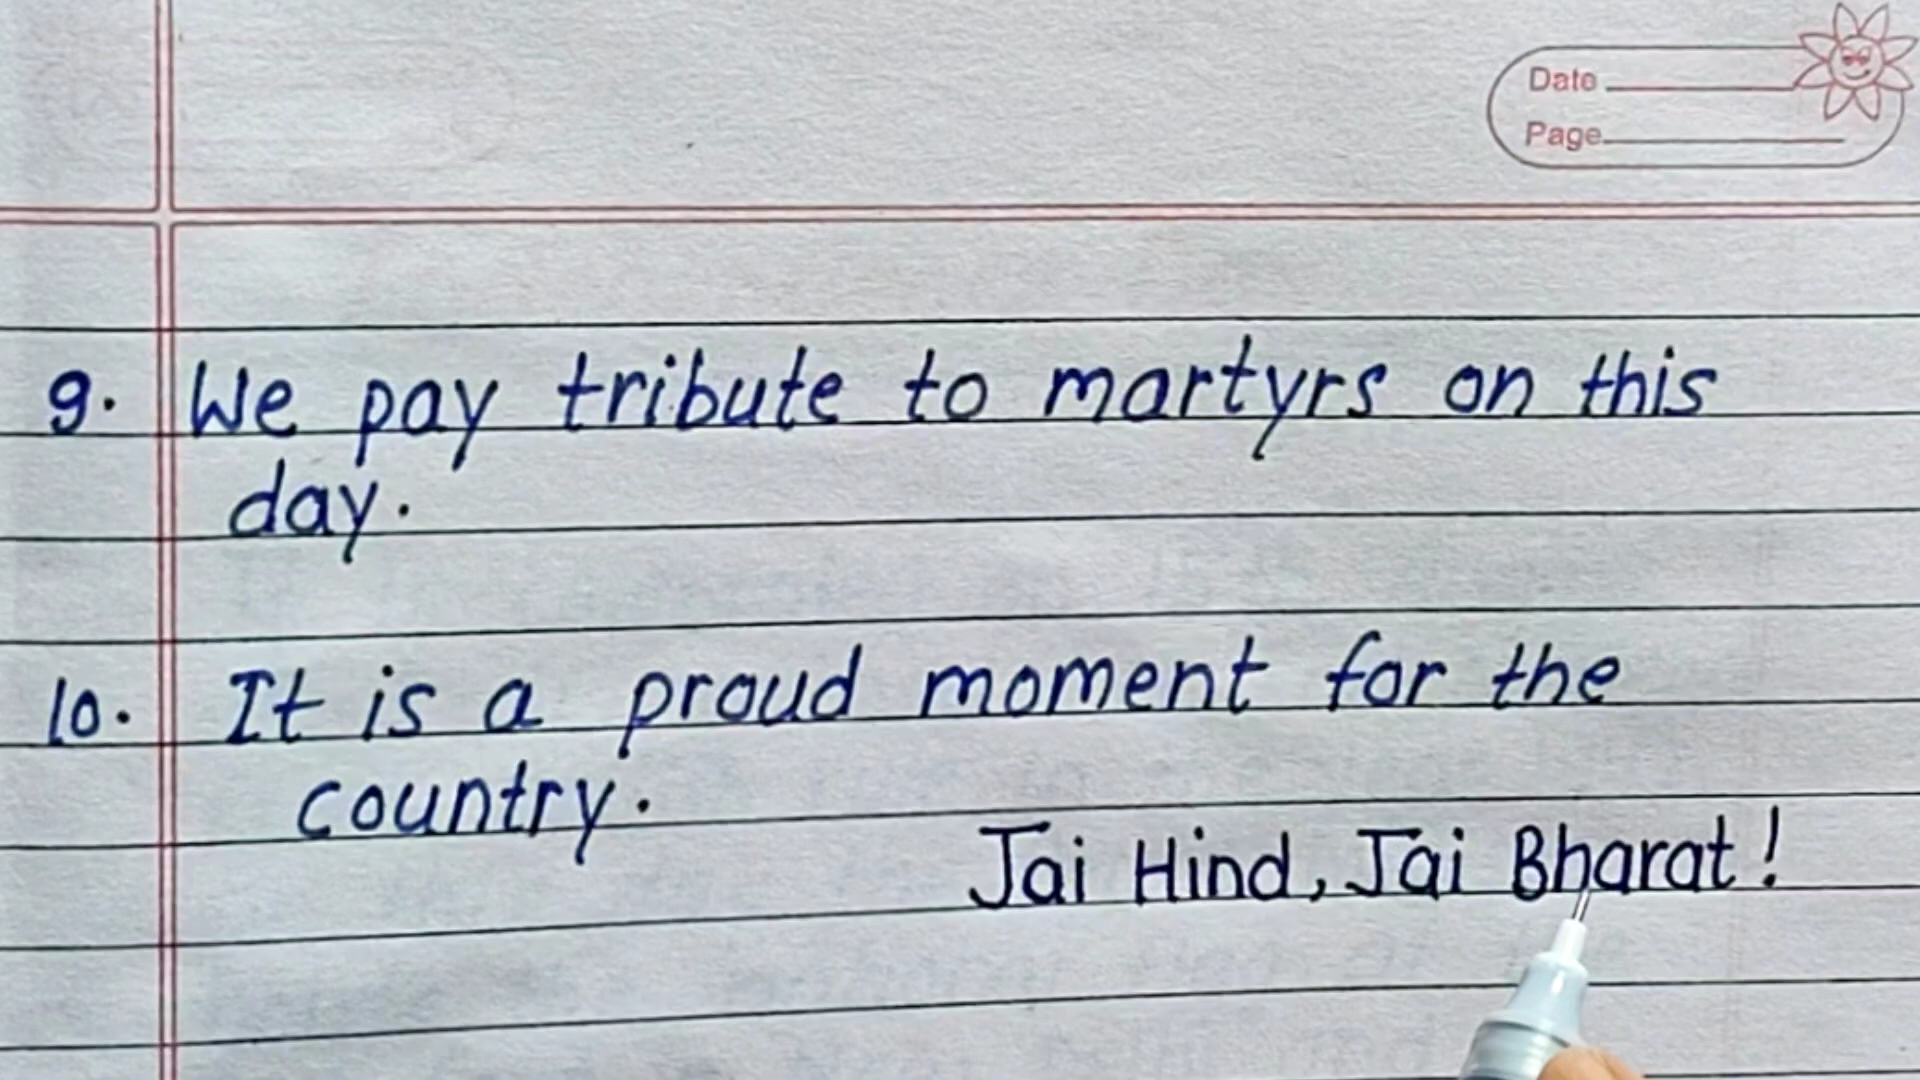 Date
Page
9. We pay tribute to martyrs on this
day.
10. It is a proud moment for the
country.
Jai Hind, Jai Bharat!